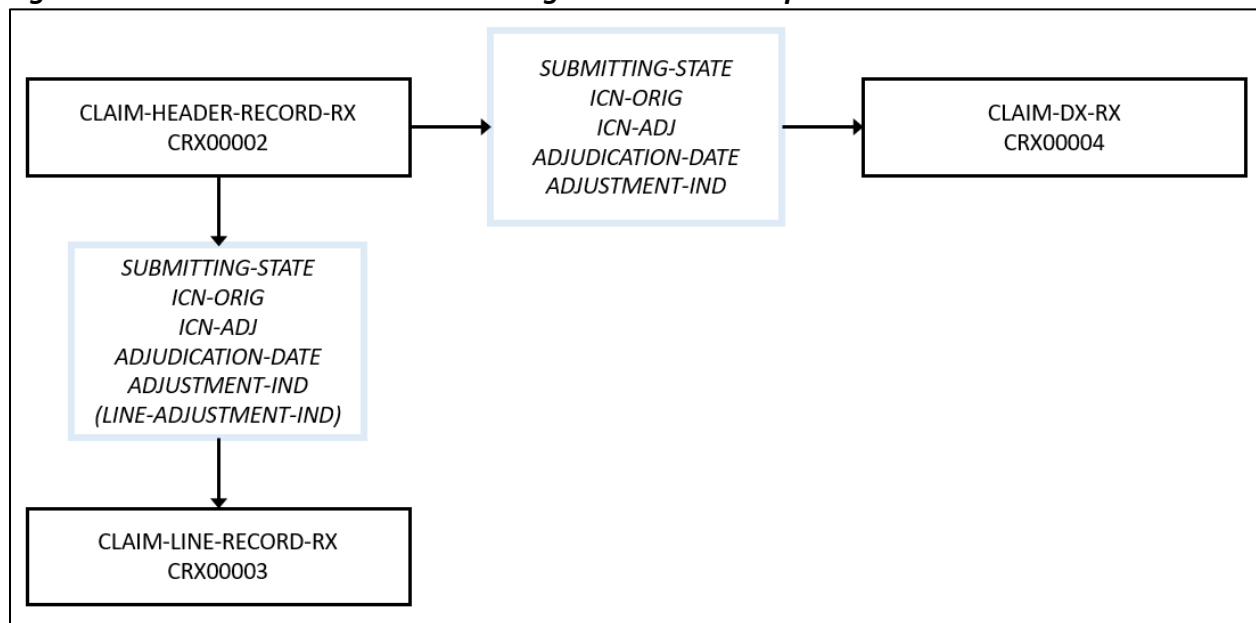 CLAIM-HEADER-RECORD-RX
CRX00002
SUBMITTING-STATE
ICN-ORIG
ICN-ADJ
ADJUDICATION-DATE
ADJUSTMENT-IND
CLAIM-DX-RX
CRX00004
SUBMITTING-STATE
ICN-ORIG
ICN-ADJ
ADJUDICATION-DATE
ADJUSTMENT-IND
(LINE-ADJUSTMENT-IND)
CLAIM-LINE-RECORD-RX
CRX00003